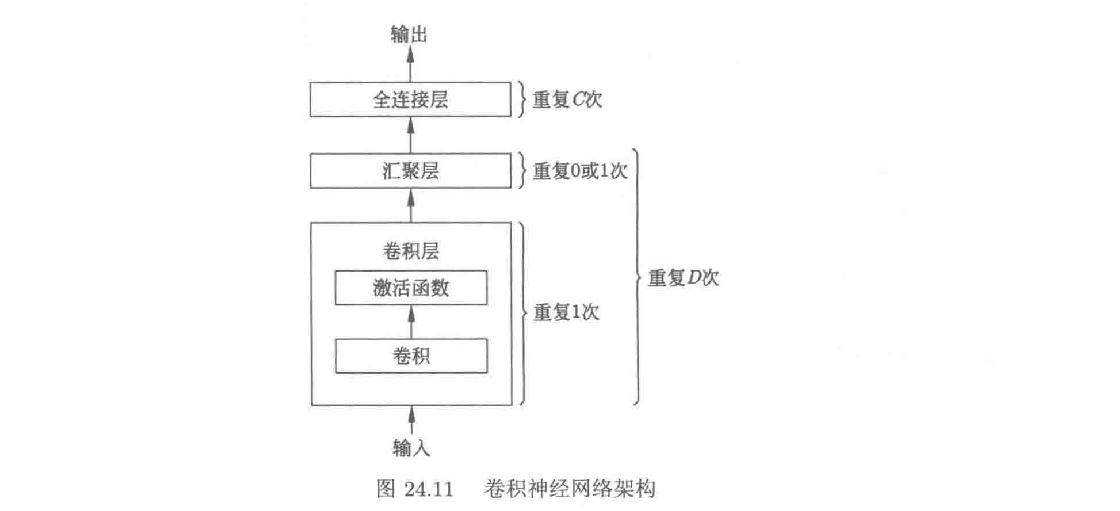 输出
全连接层 重复C次
汇聚层 重复0或1次
卷积层
激活函数
重复D次
重复1次
卷积
输入
图 24.11 卷积神经网络架构